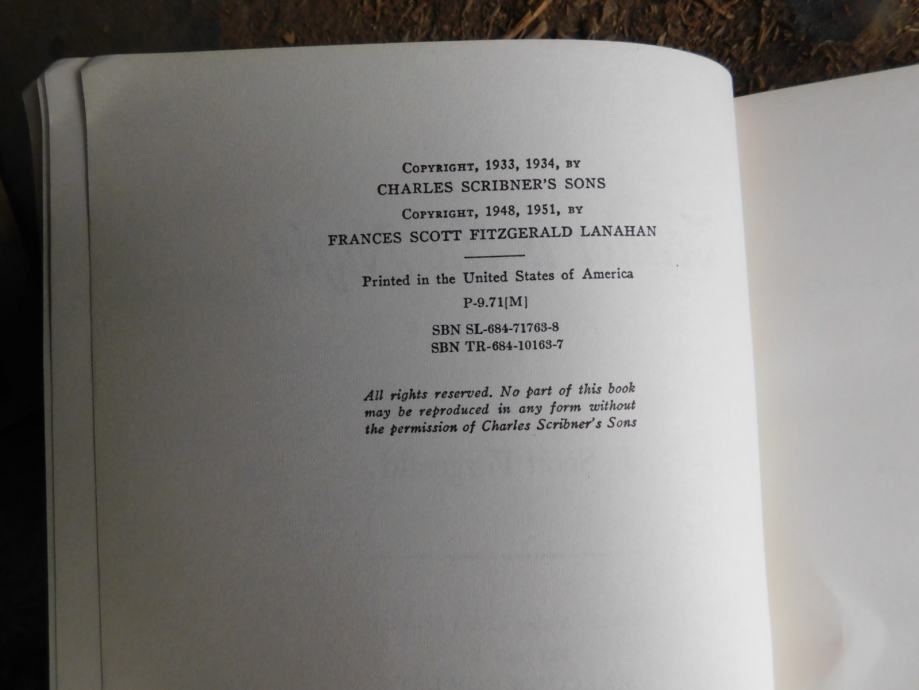 COPYRIGHT, 1933, 1934, BY
CHARLES SCRIBNER'S SONS
COPYRIGHT, 1948, 1951, BY
FRANCES SCOTT FITZGERALD LANAHAN
Printed in the United States of America
P-9.71[M]
SBN SL-684-71763-8
SBN TR-684-10163-7
All rights reserved. No part of this book
may be reproduced in any form without
the permission of Charles Scribner's Sons